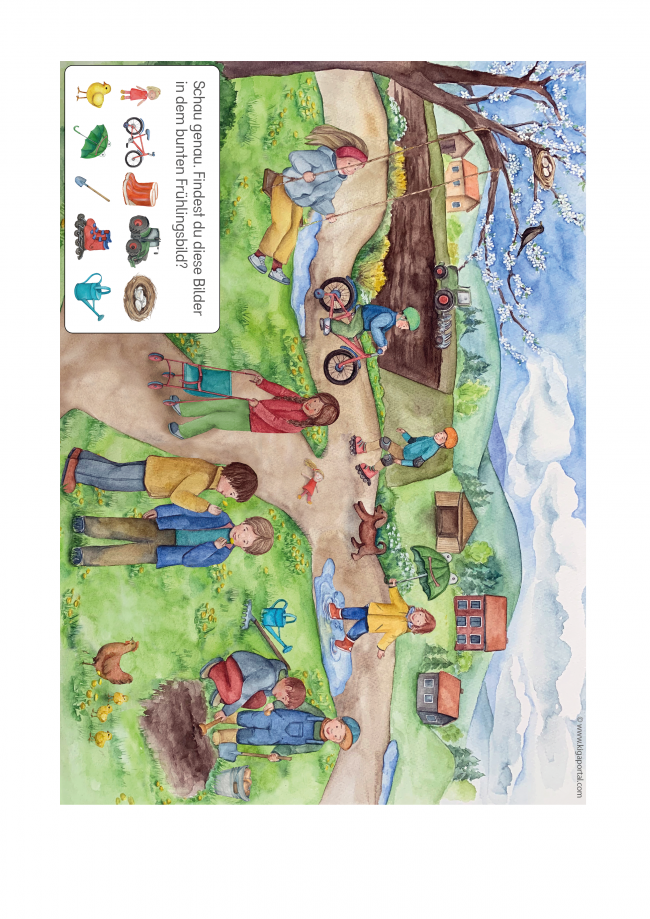 Schau genau. Findest du diese Bilder
in dem bunten Frühlingsbild?
© www.kigaportal.com